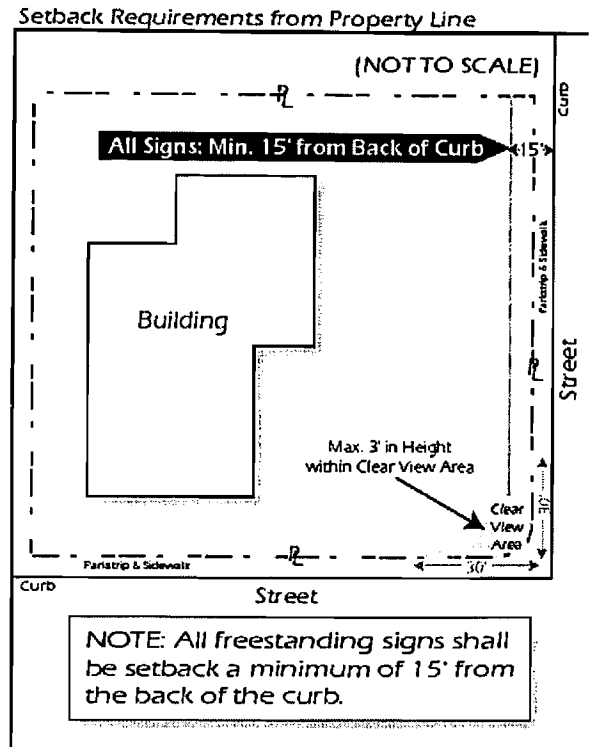 Setback Requirements from Property Line
(NOT TO SCALE)
PL
Curb
All Signs: Min. 15' from Back of Curb
15'
Parkstrip & Sidewalk
Building
PL
Street
Max. 3' in Height
within Clear View Area
Clear
View
Area
30'
PL
Parkstrip & Sidewalk
30'
Curb
Street
NOTE: All freestanding signs shall
be setback a minimum of 15' from
the back of the curb.